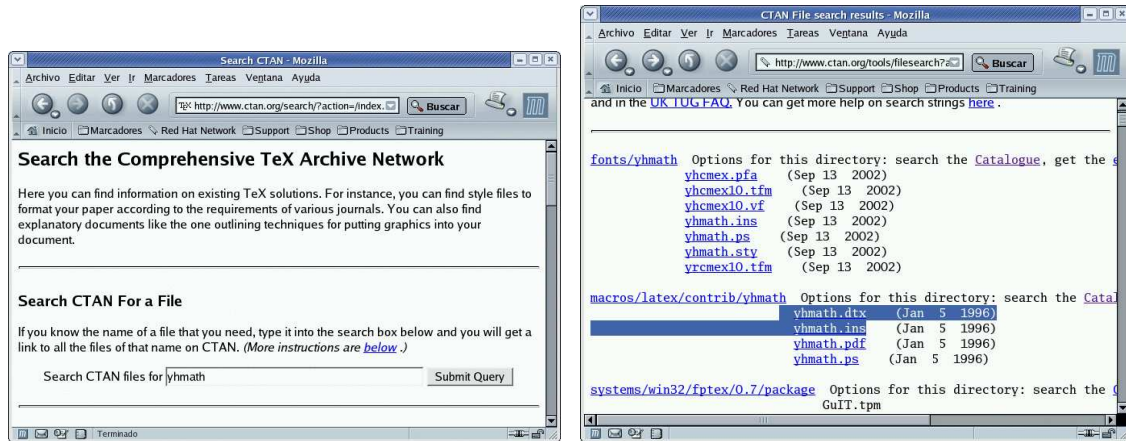 Search CTAN - Mozilla
Archivo Editar Ver Ir Marcadores Tareas Ventana Ayuda
http://www.ctan.org/search/?action=/index. Buscar
Inicio Marcadores Red Hat Network Support Shop Products Training
Search the Comprehensive TeX Archive Network
Here you can find information on existing TeX solutions. For instance, you can find style files to
format your paper according to the requirements of various journals. You can also find
explanatory documents like the one outlining techniques for putting graphics into your
document.
Search CTAN For a File
If you know the name of a file that you need, type it into the search box below and you will get a
link to all the files of that name on CTAN. (More instructions are below .)
Search CTAN files for yhmath Submit Query
Terminado
CTAN File search results - Mozilla
Archivo Editar Ver Ir Marcadores Tareas Ventana Ayuda
http://www.ctan.org/tools/filesearch?a Buscar
Inicio Marcadores Red Hat Network Support Shop Products Training
and in the UK TUG FAQ. You can get more help on search strings here .
fonts/yhmath Options for this directory: search the Catalogue, get the e
yhcmex.pfa (Sep 13 2002)
yhcmex10.tfm (Sep 13 2002)
yhcmex10.vf (Sep 13 2002)
yhmath.ins (Sep 13 2002)
yhmath.ps (Sep 13 2002)
yhmath.sty (Sep 13 2002)
yrcmex10.tfm (Sep 13 2002)
macros/latex/contrib/yhmath Options for this directory: search the Catal
yhmath.dtx (Jan 5 1996)
yhmath.ins (Jan 5 1996)
yhmath.pdf (Jan 5 1996)
yhmath.ps (Jan 5 1996)
systems/win32/fptex/0.7/package Options for this directory: search the C
GuIT.tpm